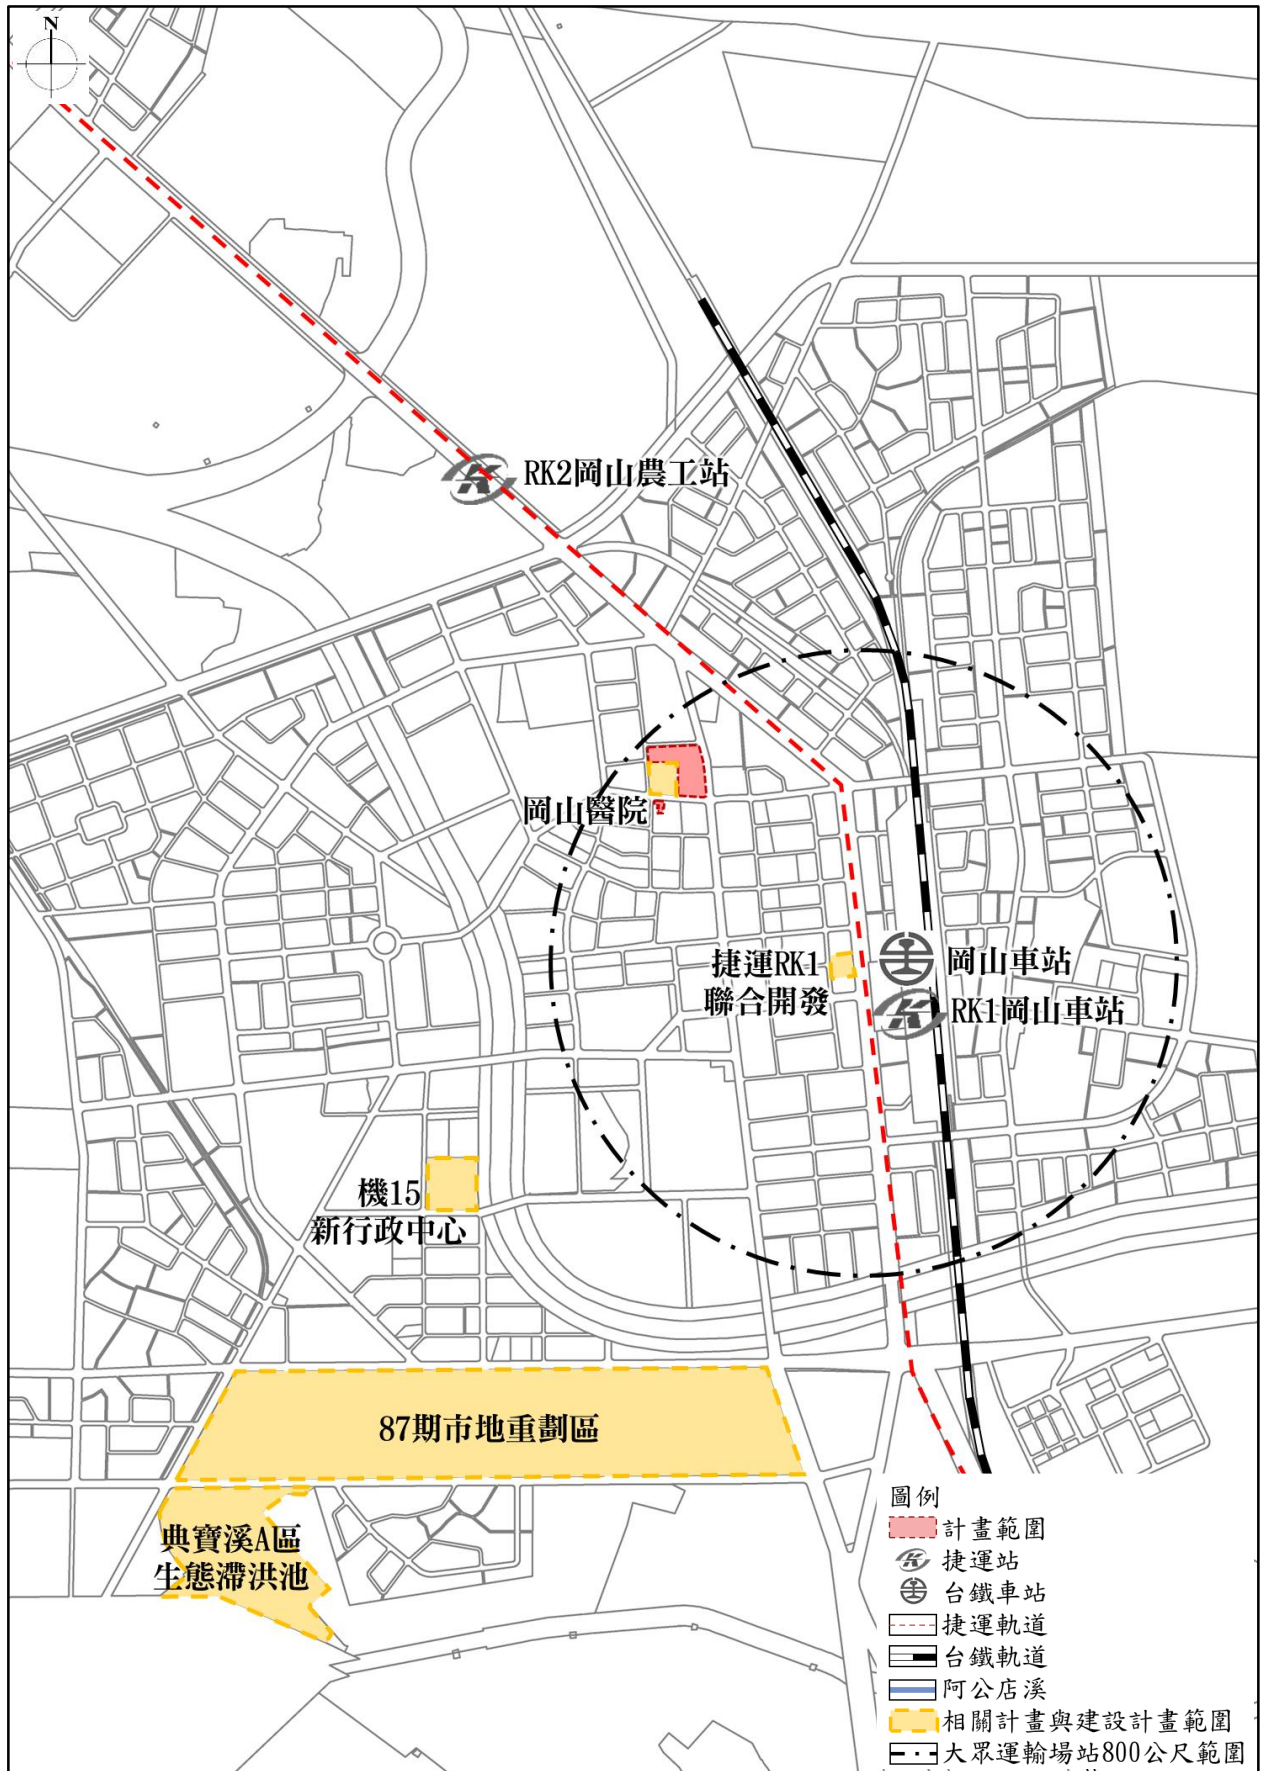 N
RK2岡山農工站
岡山醫院
捷運RK1
聯合開發
岡山車站
RK1岡山車站
機15
新行政中心
87期市地重劃區
典寶溪A區
生態滯洪池
圖例
計畫範圍
捷運站
台鐵車站
捷運軌道
台鐵軌道
阿公店溪
相關計畫與建設計畫範圍
大眾運輸場站800公尺範圍